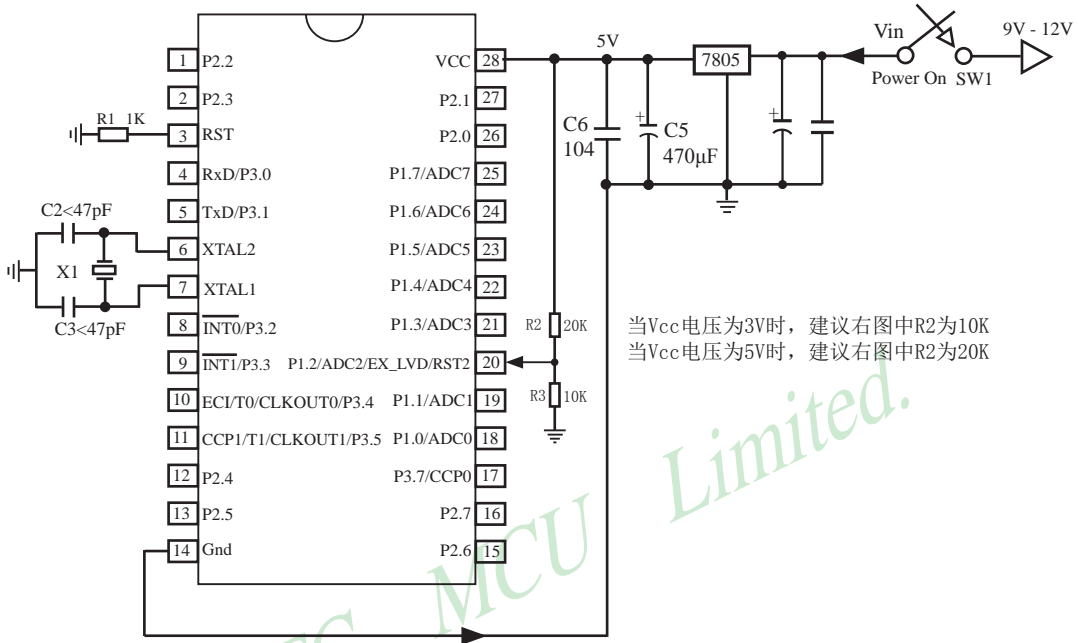 1 P2.2
2 P2.3
R1 1K
3 RST
4 RxD/P3.0
5 TxD/P3.1
C2<47pF
6 XTAL2
X1
7 XTAL1
C3<47pF
8 INT0/P3.2
9 INT1/P3.3
10 ECI/T0/CLKOUT0/P3.4
11 CCP1/T1/CLKOUT1/P3.5
12 P2.4
13 P2.5
14 Gnd
VCC 28
P2.1 27
P2.0 26
P1.7/ADC7 25
P1.6/ADC6 24
P1.5/ADC5 23
P1.4/ADC4 22
P1.3/ADC3 21
P1.2/ADC2/EX_LVD/RST2 20
P1.1/ADC1 19
P1.0/ADC0 18
P3.7/CCP0 17
P2.7 16
P2.6 15
5V
7805
Vin
9V - 12V
Power On SW1
+
C6
104
+
C5
470μF
+
R2 20K
R3 10K
当Vcc电压为3V时，建议右图中R2为10K
当Vcc电压为5V时，建议右图中R2为20K
MCU Limited.